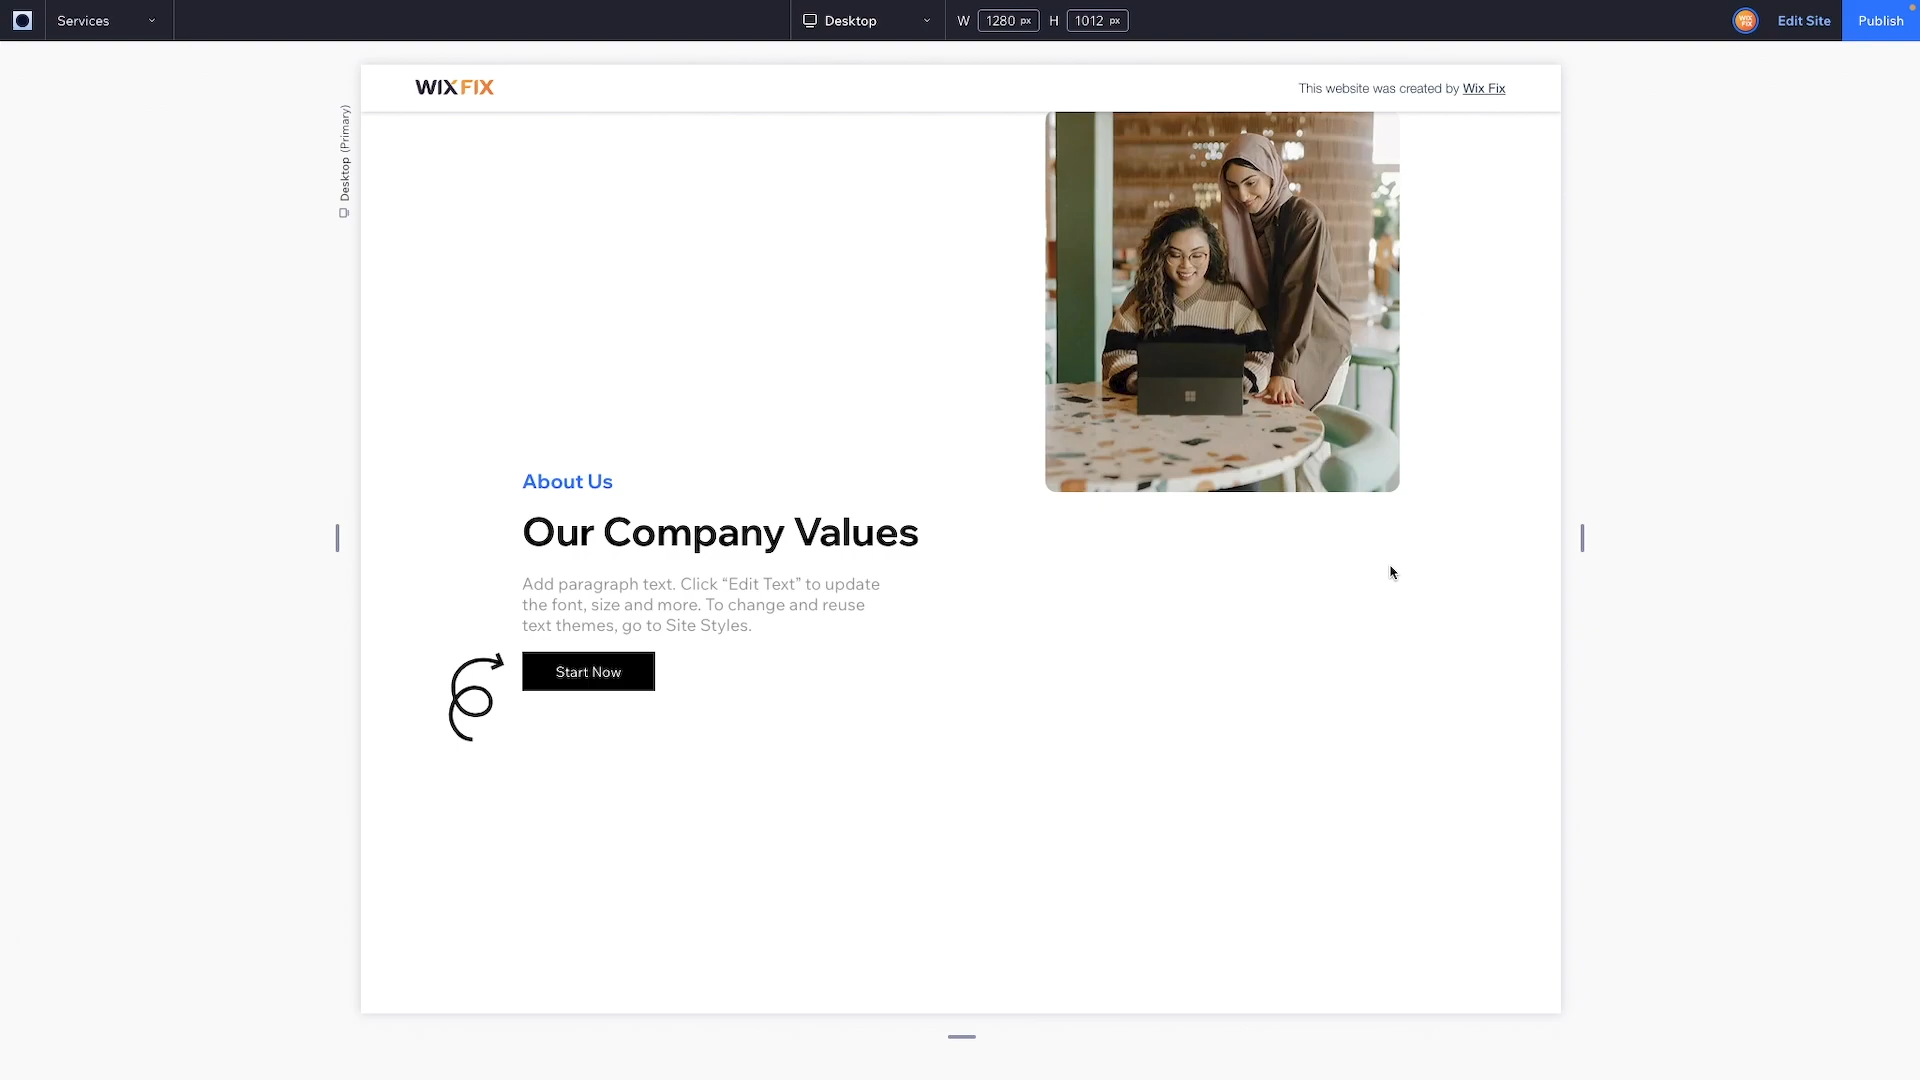 Services
Desktop
W 1280 px H 1012 px
WIX FIX
Edit Site
Publish
Desktop (Primary)
WIXFIX
This website was created by Wix Fix
About Us
Our Company Values
Add paragraph text. Click “Edit Text” to update
the font, size and more. To change and reuse
text themes, go to Site Styles.
Start Now